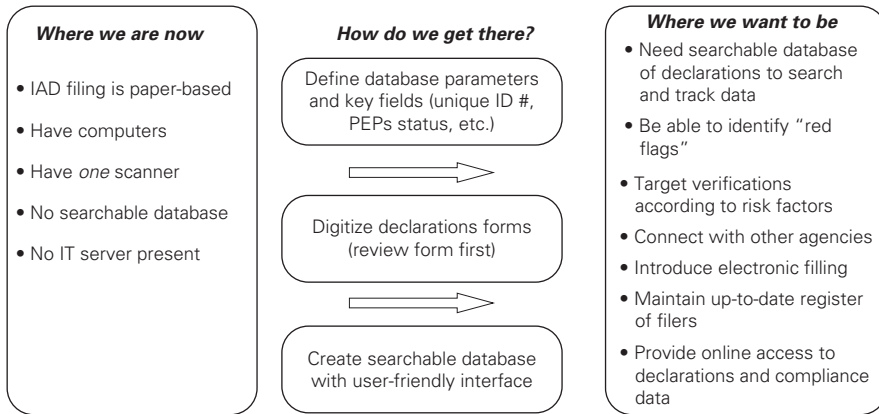 Where we are now
• IAD filing is paper-based
• Have computers
• Have one scanner
• No searchable database
• No IT server present
How do we get there?
Define database parameters
and key fields (unique ID #,
PEPs status, etc.)
Digitize declarations forms
(review form first)
Create searchable database
with user-friendly interface
Where we want to be
• Need searchable database
of declarations to search
and track data
• Be able to identify “red
flags”
• Target verifications
according to risk factors
• Connect with other agencies
• Introduce electronic filling
• Maintain up-to-date register
of filers
• Provide online access to
declarations and compliance
data